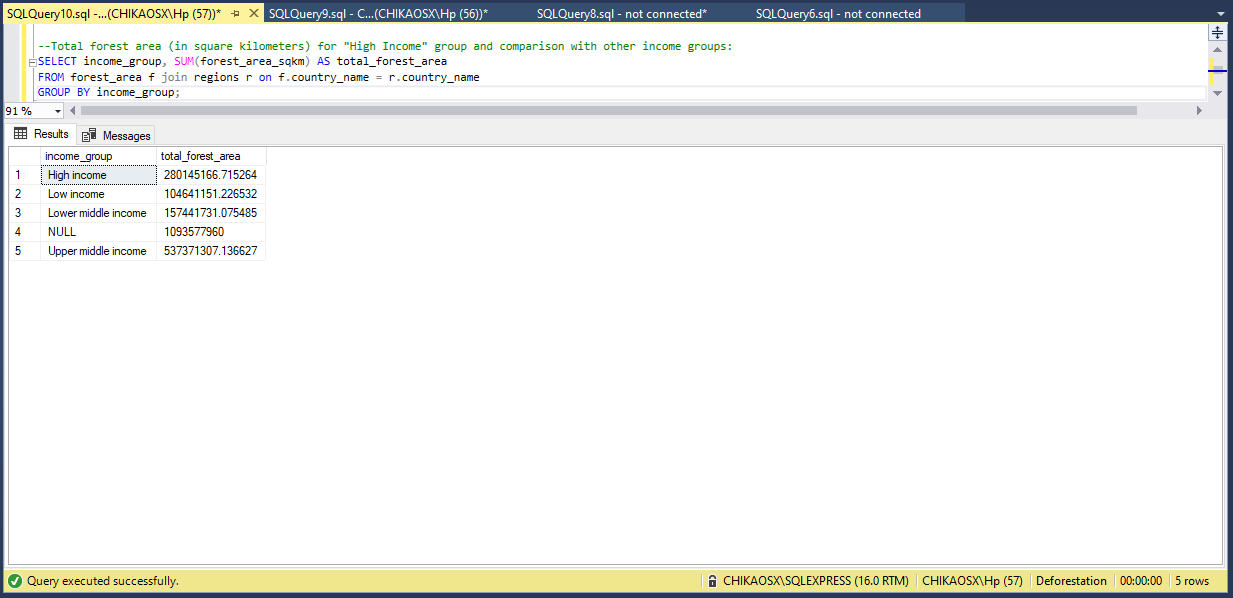 SQLQuery10.sql -...(CHIKAOSX\Hp (57))* SQLQuery9.sql - C...(CHIKAOSX\Hp (56))* SQLQuery8.sql - not connected* SQLQuery6.sql - not connected
--Total forest area (in square kilometers) for "High Income" group and comparison with other income groups:
SELECT income_group, SUM(forest_area_sqkm) AS total_forest_area
FROM forest_area f join regions r on f.country_name = r.country_name
GROUP BY income_group;
91 %
Results Messages
income_group total_forest_area
1 High income 280145166.715264
2 Low income 104641151.226532
3 Lower middle income 157441731.075485
4 NULL 1093577960
5 Upper middle income 537371307.136627
Query executed successfully. CHIKAOSX\SQLEXPRESS (16.0 RTM) CHIKAOSX\Hp (57) Deforestation 00:00:00 5 rows